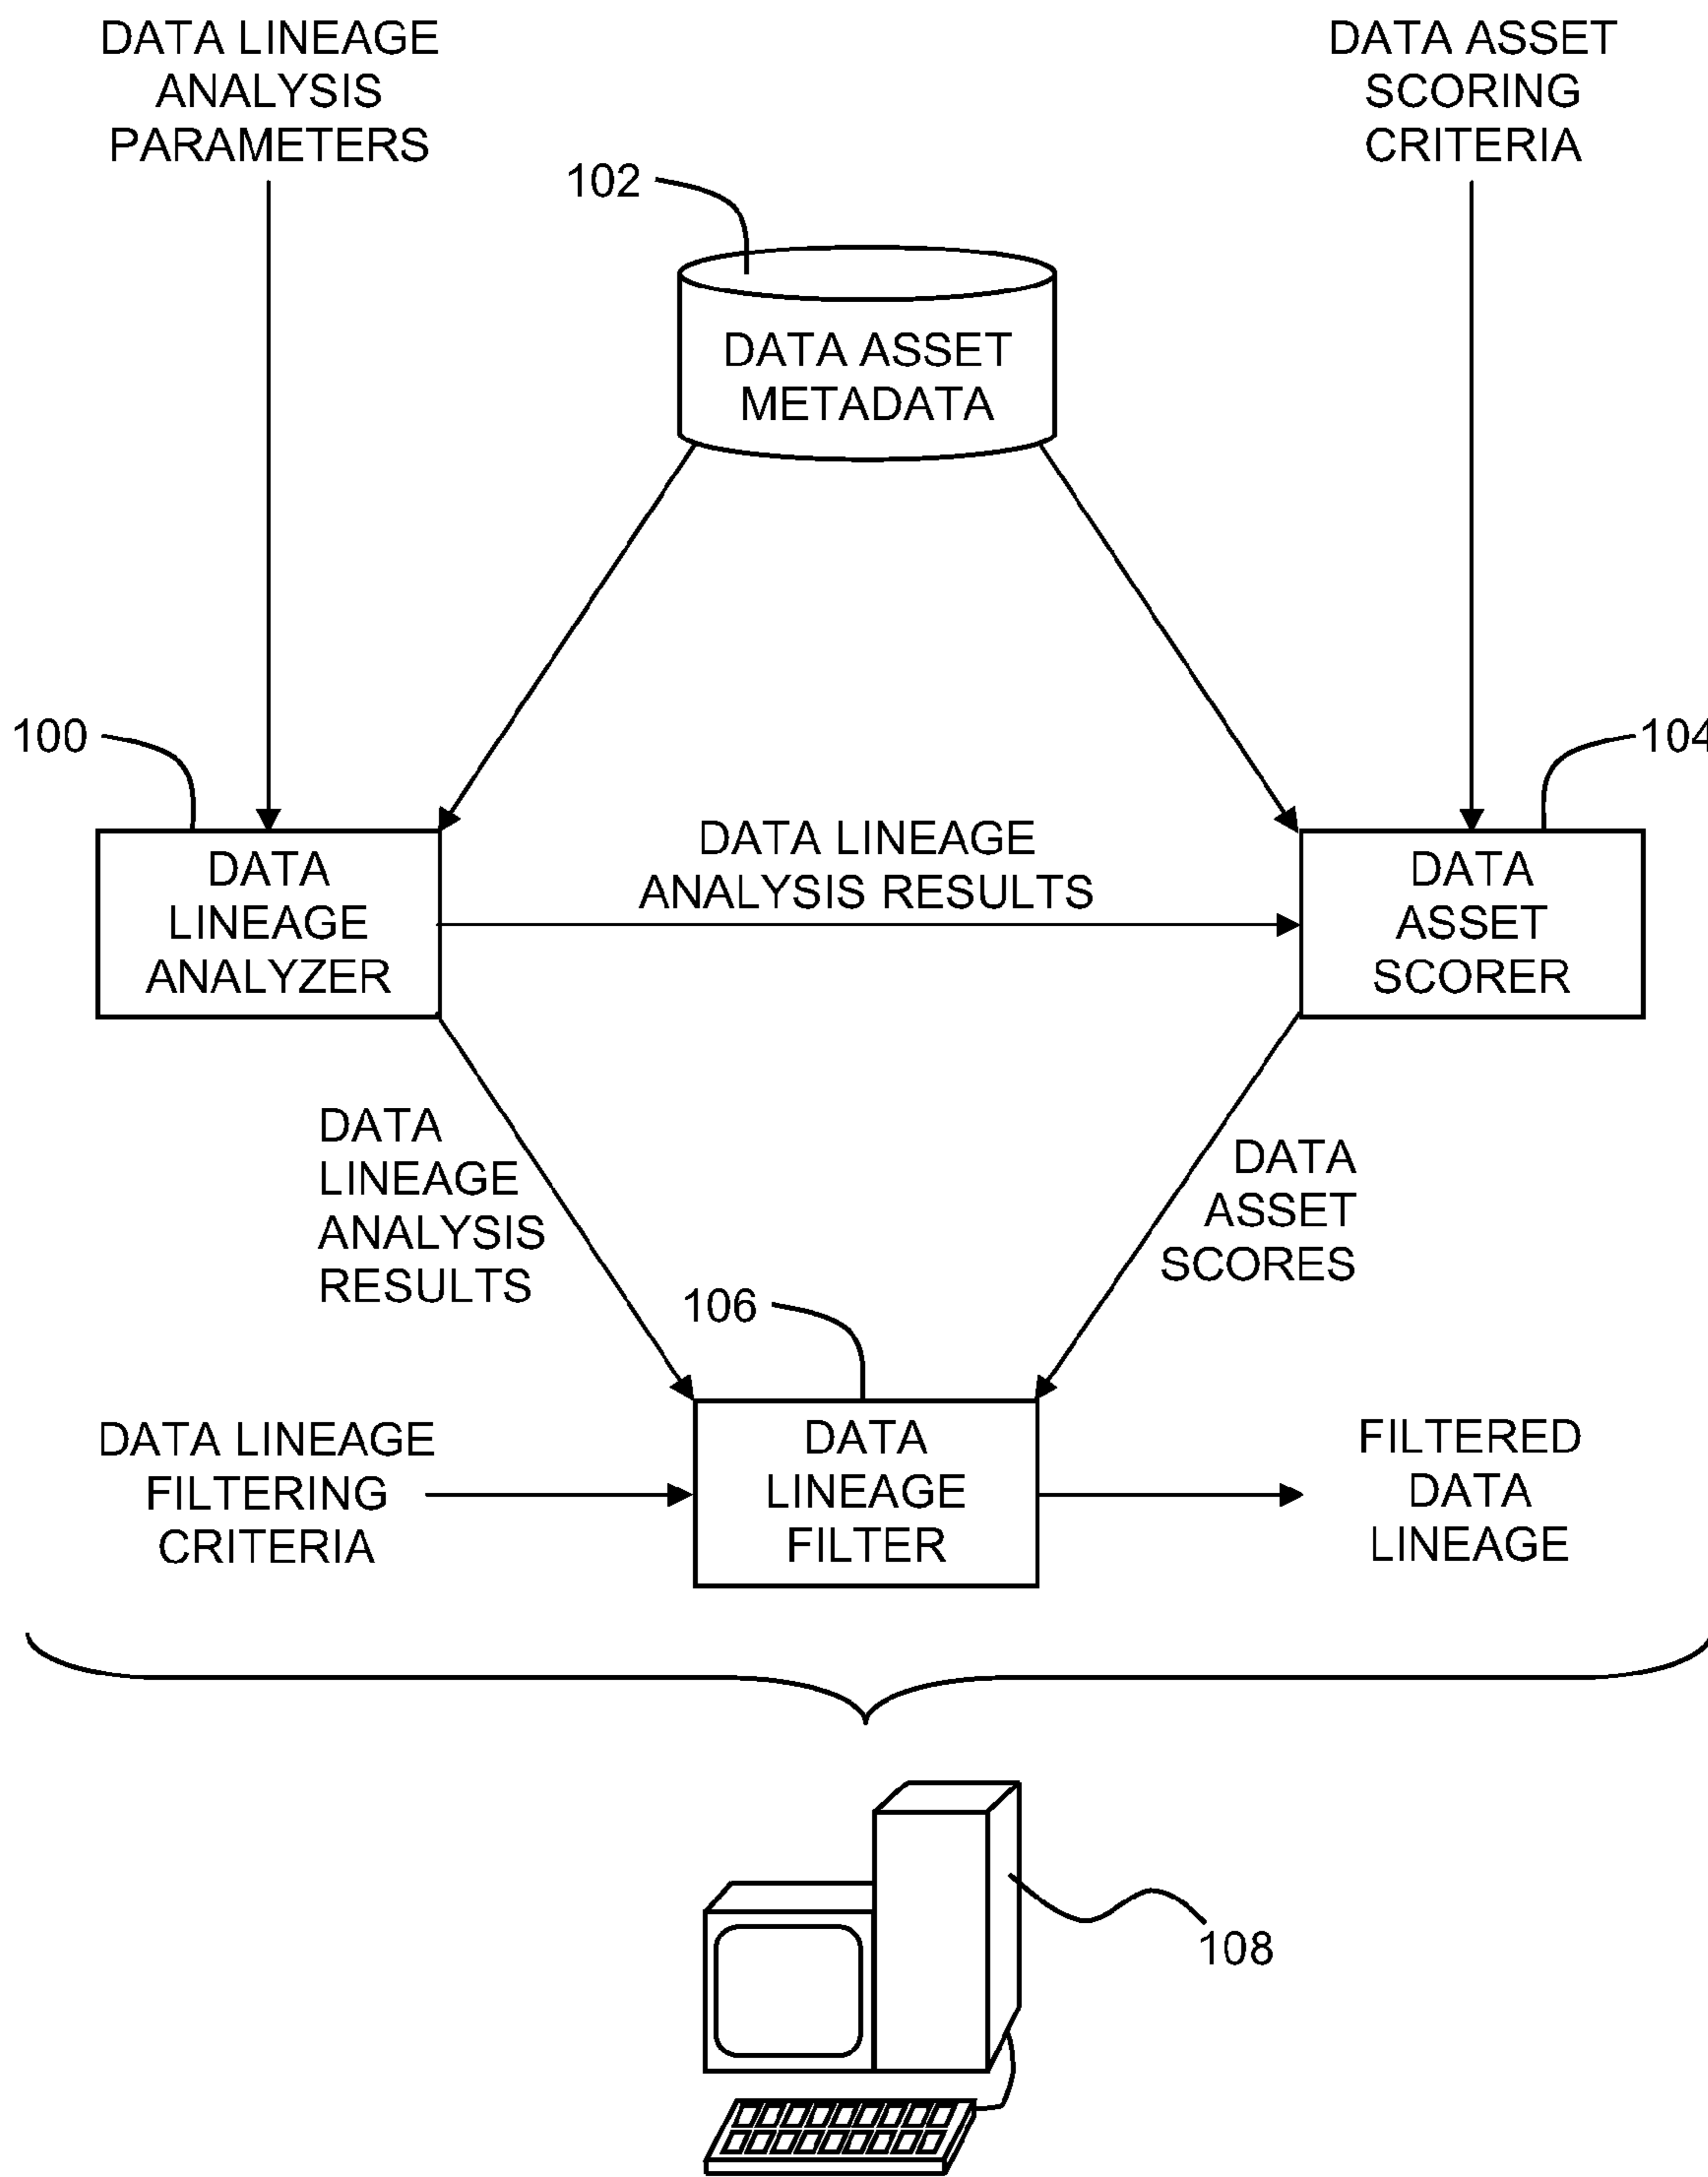 DATA LINEAGE
ANALYSIS
PARAMETERS
DATA ASSET
SCORING
CRITERIA
102
DATA ASSET
METADATA
100
104
DATA
LINEAGE
ANALYZER
DATA LINEAGE
ANALYSIS RESULTS
DATA
ASSET
SCORER
DATA
LINEAGE
ANALYSIS
RESULTS
DATA
ASSET
SCORES
106
DATA LINEAGE
FILTERING
CRITERIA
DATA
LINEAGE
FILTER
FILTERED
DATA
LINEAGE
108